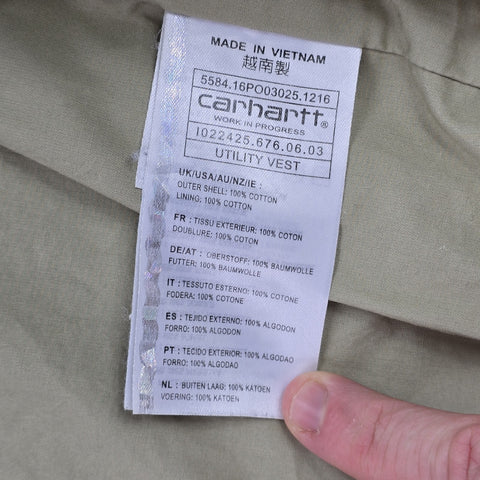 MADE IN VIETNAM
越南製
5584.16PO03025.1216
carhartt
WORK IN PROGRESS
I022425.676.06.03
UTILITY VEST
UK/USA/AU/NZ/IE :
OUTER SHELL: 100% COTTON
LINING: 100% COTTON
FR : TISSU EXTERIEUR: 100% COTON
DOUBLURE: 100% COTON
DE/AT : OBERSTOFF: 100% BAUMWOLLE
FUTTER: 100% BAUMWOLLE
IT : TESSUTO ESTERNO: 100% COTONE
FODERA: 100% COTONE
ES : TEJIDO EXTERNO: 100% ALGODON
FORRO: 100% ALGODON
PT : TECIDO EXTERIOR: 100% ALGODAO
FORRO: 100% ALGODAO
NL : BUITEN LAAG: 100% KATOEN
VOERING: 100% KATOEN